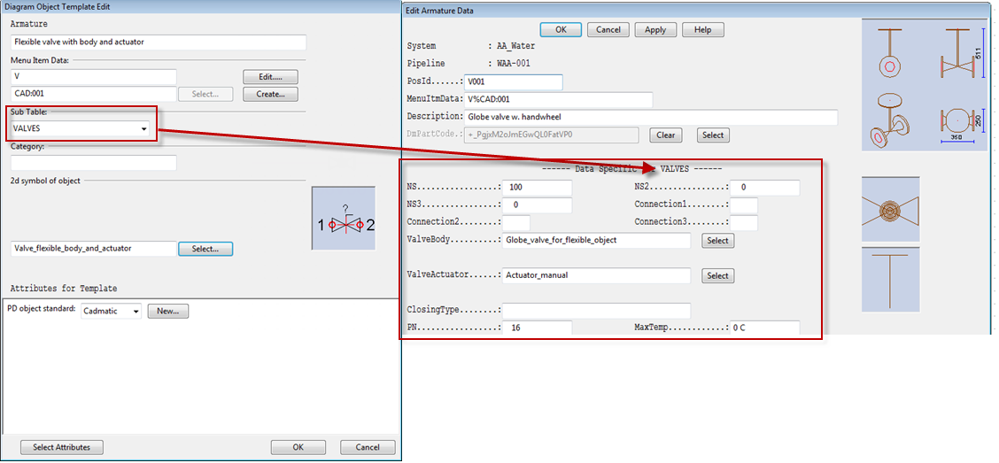 Diagram Object Template Edit
Armature
Flexible valve with body and actuator
Menu Item Data:
V
Edit.....
CAD:001
Select...
Create...
Sub Table:
VALVES
Category:
2d symbol of object
?
1
2
Valve_flexible_body_and_actuator
Select...
Attributes for Template
PD object standard:
Cadmatic
New...
Select Attributes
OK
Cancel
Edit Armature Data
OK
Cancel
Apply
Help
System : AA_Water
Pipeline : WAA-001
PosId......: V001
MenuItmData: V%CAD:001
Description: Globe valve w. handwheel
DmPartCode.: +_PgjxM2oJmEGwQL0FatVP0
Clear
Select
------ Data Specific VALVES ------
NS...............: 100
NS2..............: 0
NS3..............: 0
Connection1......:
Connection2......:
Connection3......:
ValveBody........: Globe_valve_for_flexible_object
Select
ValveActuator....: Actuator_manual
Select
ClosingType......:
PN...............: 16
MaxTemp..........: 0 C
511
250
350